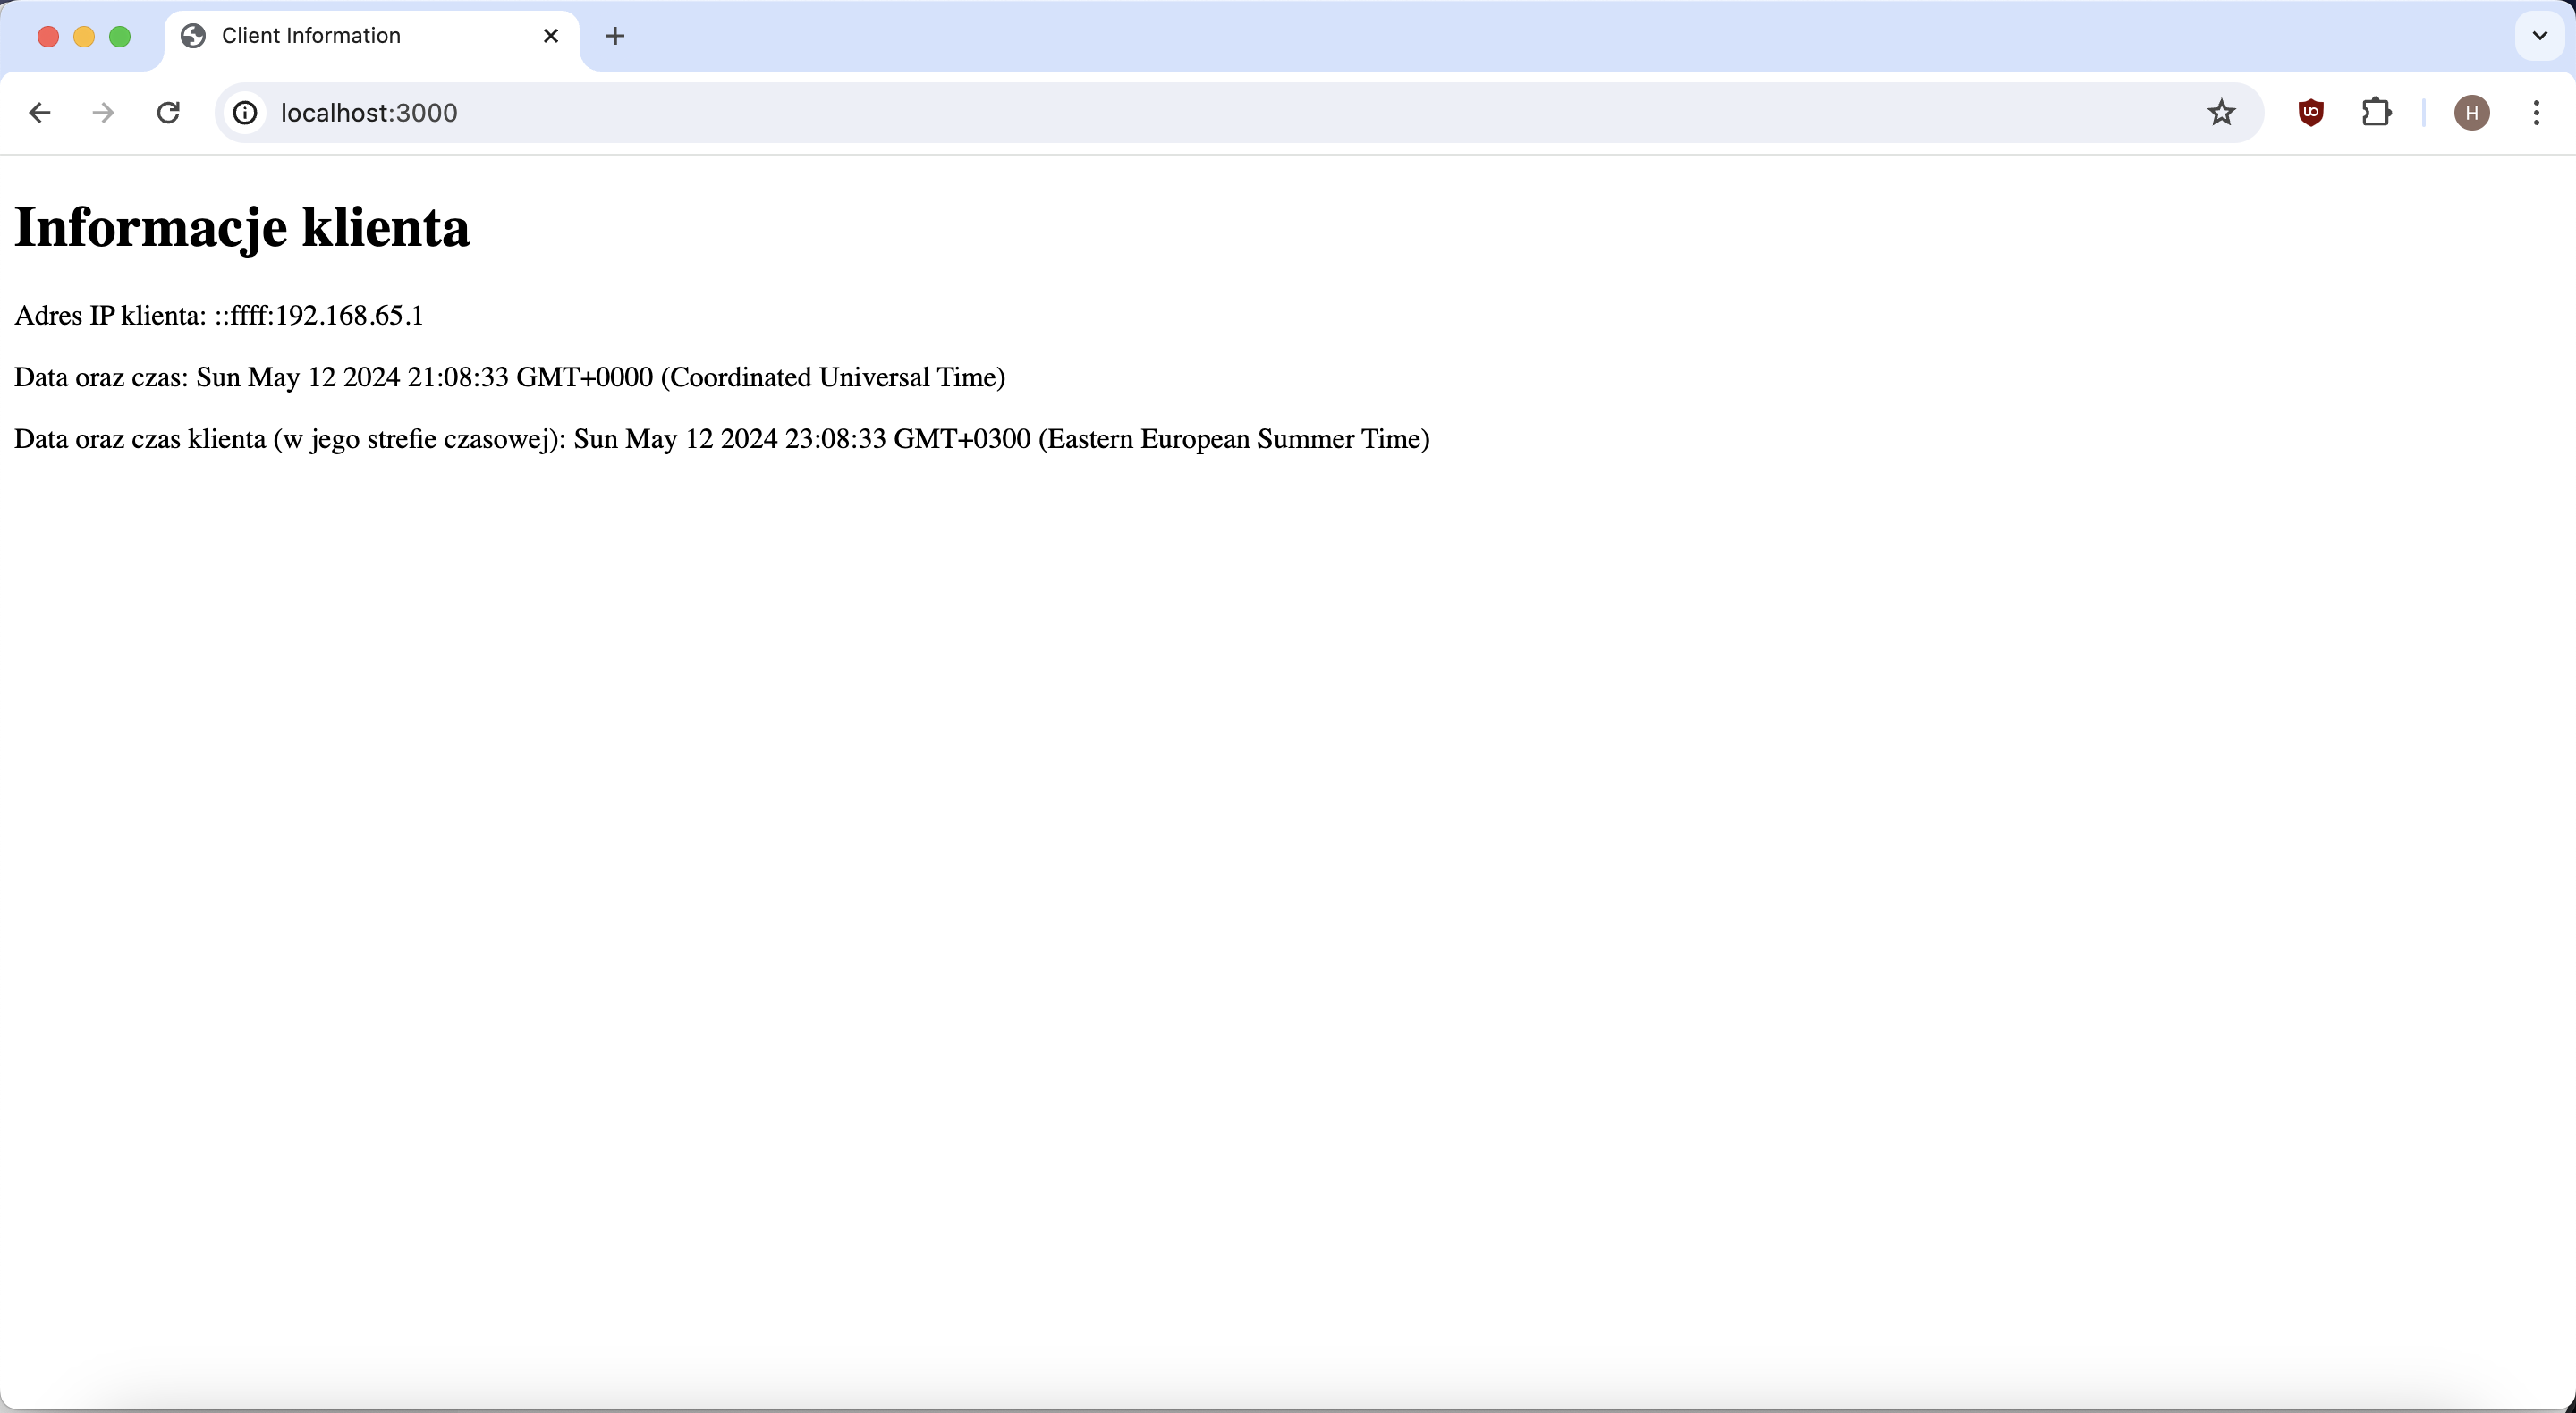 Client Information
localhost:3000
H
Informacje klienta
Adres IP klienta: ::ffff:192.168.65.1
Data oraz czas: Sun May 12 2024 21:08:33 GMT+0000 (Coordinated Universal Time)
Data oraz czas klienta (w jego strefie czasowej): Sun May 12 2024 23:08:33 GMT+0300 (Eastern European Summer Time)